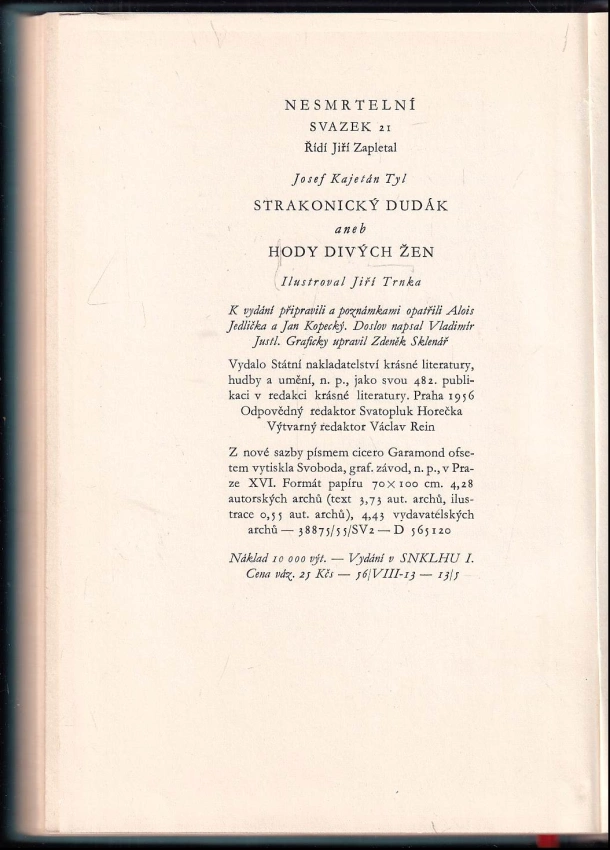 NESMRTELNÍ
SVAZEK 21
Řídí Jiří Zapletal
Josef Kajetán Tyl
STRAKONICKÝ DUDÁK
aneb
HODY DIVÝCH ŽEN
Ilustroval Jiří Trnka
K vydání připravili a poznámkami opatřili Alois
Jedlička a Jan Kopecký. Doslov napsal Vladimír
Justl. Graficky upravil Zdeněk Sklenář
Vydalo Státní nakladatelství krásné literatury,
hudby a umění, n. p., jako svou 482. publi-
kaci v redakci krásné literatury. Praha 1956
Odpovědný redaktor Svatopluk Horečka
Výtvarný redaktor Václav Rein
Z nové sazby písmem cicero Garamond ofse-
tem vytiskla Svoboda, graf. závod, n. p., v Pra-
ze XVI. Formát papíru 70×100 cm. 4,28
autorských archů (text 3,73 aut. archů, ilus-
trace 0,55 aut. archů), 4,43 vydavatelských
archů — 38875/55/SV2 — D 565120
Náklad 10 000 výt. — Vydání v SNKLHU I.
Cena váz. 25 Kčs — 56/VIII-13 — 13/5